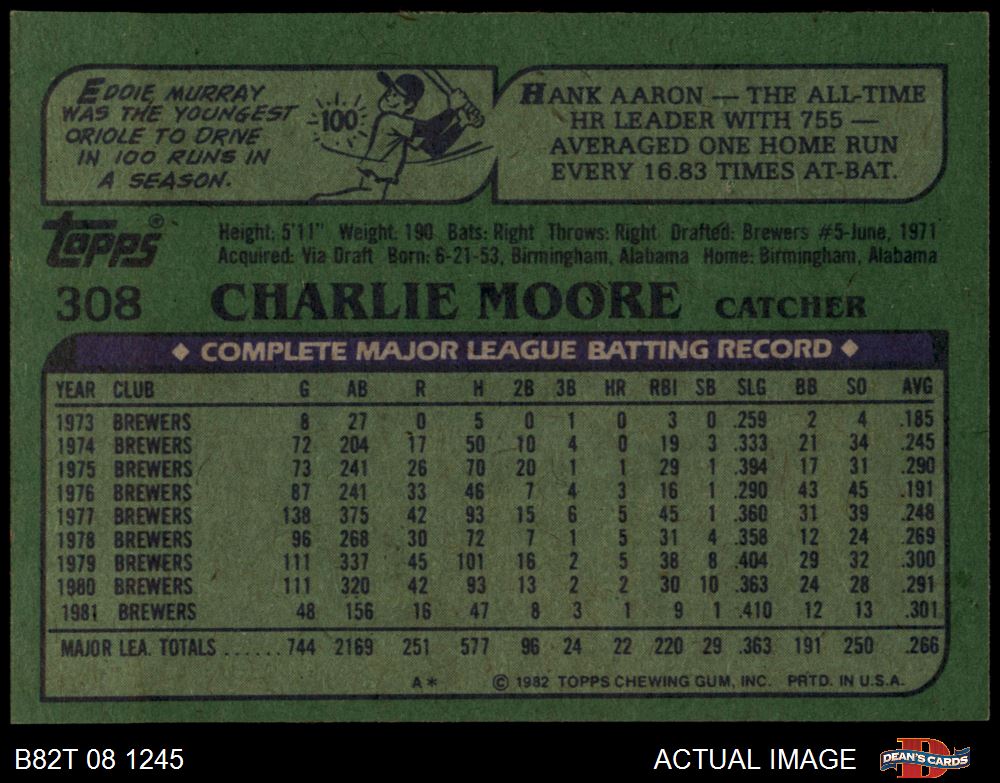 EDDIE MURRAY
WAS THE YOUNGEST
ORIOLE TO DRIVE
IN 100 RUNS IN
A SEASON.
100
HANK AARON — THE ALL-TIME
HR LEADER WITH 755 —
AVERAGED ONE HOME RUN
EVERY 16.83 TIMES AT-BAT.
topps®
Height: 5'11" Weight: 190 Bats: Right Throws: Right Drafted: Brewers #5-June, 1971
Acquired: Via Draft Born: 6-21-53, Birmingham, Alabama Home: Birmingham, Alabama
308 CHARLIE MOORE CATCHER
◆ COMPLETE MAJOR LEAGUE BATTING RECORD ◆
YEAR CLUB G AB R H 2B 3B HR RBI SB SLG BB SO AVG
1973 BREWERS 8 27 0 5 0 1 0 3 0 .259 2 4 .185
1974 BREWERS 72 204 17 50 10 4 0 19 3 .333 21 34 .245
1975 BREWERS 73 241 26 70 20 1 1 29 1 .394 17 31 .290
1976 BREWERS 87 241 33 46 7 4 3 16 1 .290 43 45 .191
1977 BREWERS 138 375 42 93 15 6 5 45 1 .360 31 39 .248
1978 BREWERS 96 268 30 72 7 1 5 31 4 .358 12 24 .269
1979 BREWERS 111 337 45 101 16 2 5 38 8 .404 29 32 .300
1980 BREWERS 111 320 42 93 13 2 2 30 10 .363 24 28 .291
1981 BREWERS 48 156 16 47 8 3 1 9 1 .410 12 13 .301
MAJOR LEA. TOTALS ...... 744 2169 251 577 96 24 22 220 29 .363 191 250 .266
A* © 1982 TOPPS CHEWING GUM, INC. PRTD. IN U.S.A.
B82T 08 1245 ACTUAL IMAGE DEAN'S CARDS